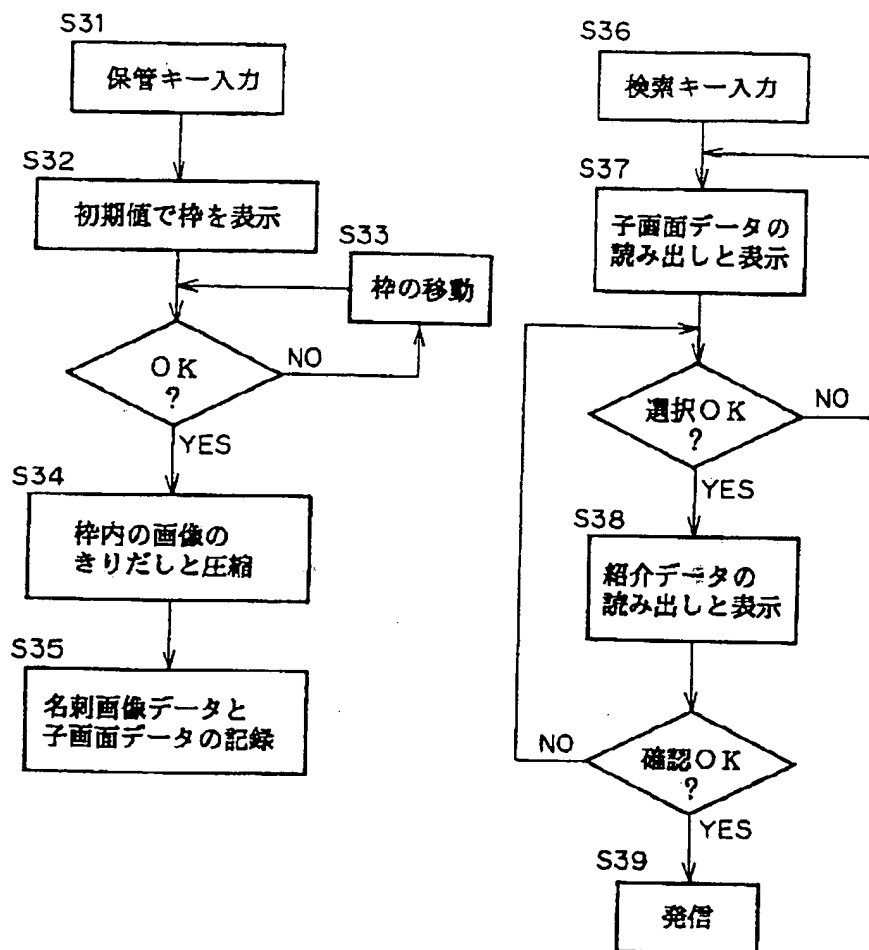 S31
保管キー入力
S32
初期値で枠を表示
S33
枠の移動
OK
?
NO
YES
S34
枠内の画像の
きりだしと圧縮
S35
名刺画像データと
子画面データの記録
S36
検索キー入力
S37
子画面データの
読み出しと表示
選択OK
?
NO
YES
S38
紹介データの
読み出しと表示
確認OK
?
NO
YES
S39
発信